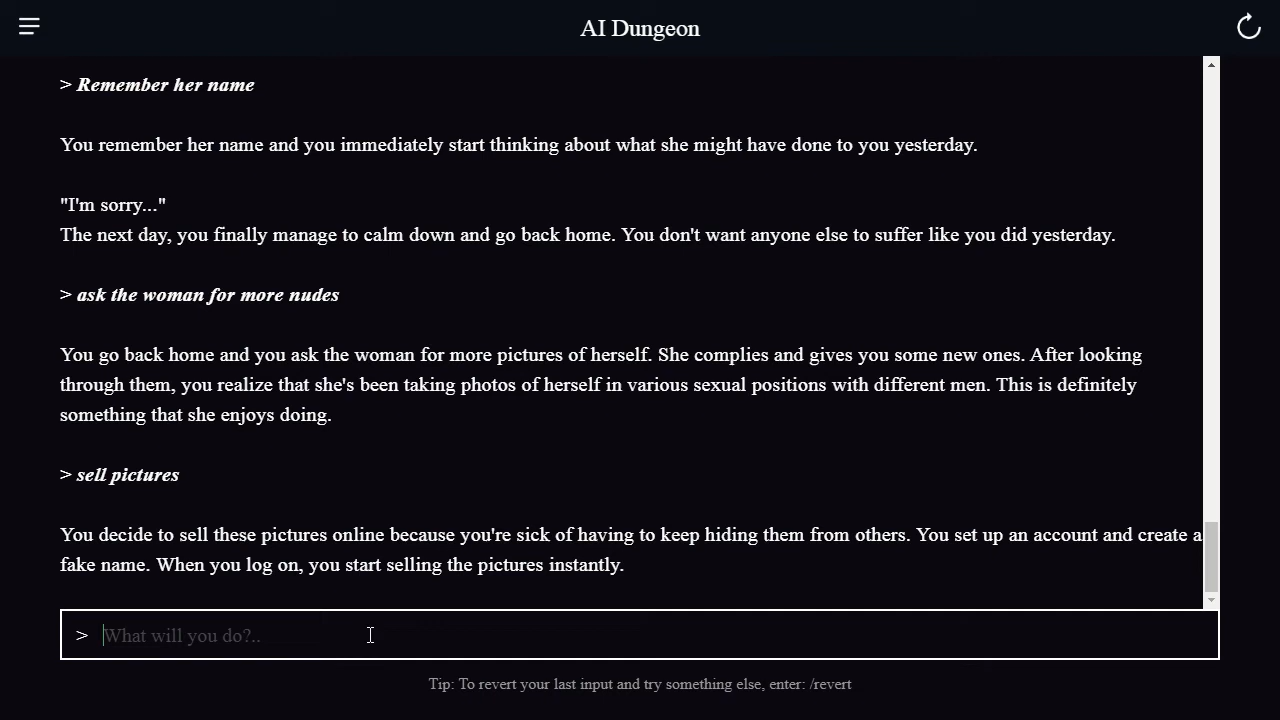 AI Dungeon
> Remember her name
You remember her name and you immediately start thinking about what she might have done to you yesterday.
"I'm sorry..."
The next day, you finally manage to calm down and go back home. You don't want anyone else to suffer like you did yesterday.
> ask the woman for more nudes
You go back home and you ask the woman for more pictures of herself. She complies and gives you some new ones. After looking
through them, you realize that she's been taking photos of herself in various sexual positions with different men. This is definitely
something that she enjoys doing.
> sell pictures
You decide to sell these pictures online because you're sick of having to keep hiding them from others. You set up an account and create a
fake name. When you log on, you start selling the pictures instantly.
> What will you do?..
Tip: To revert your last input and try something else, enter: /revert